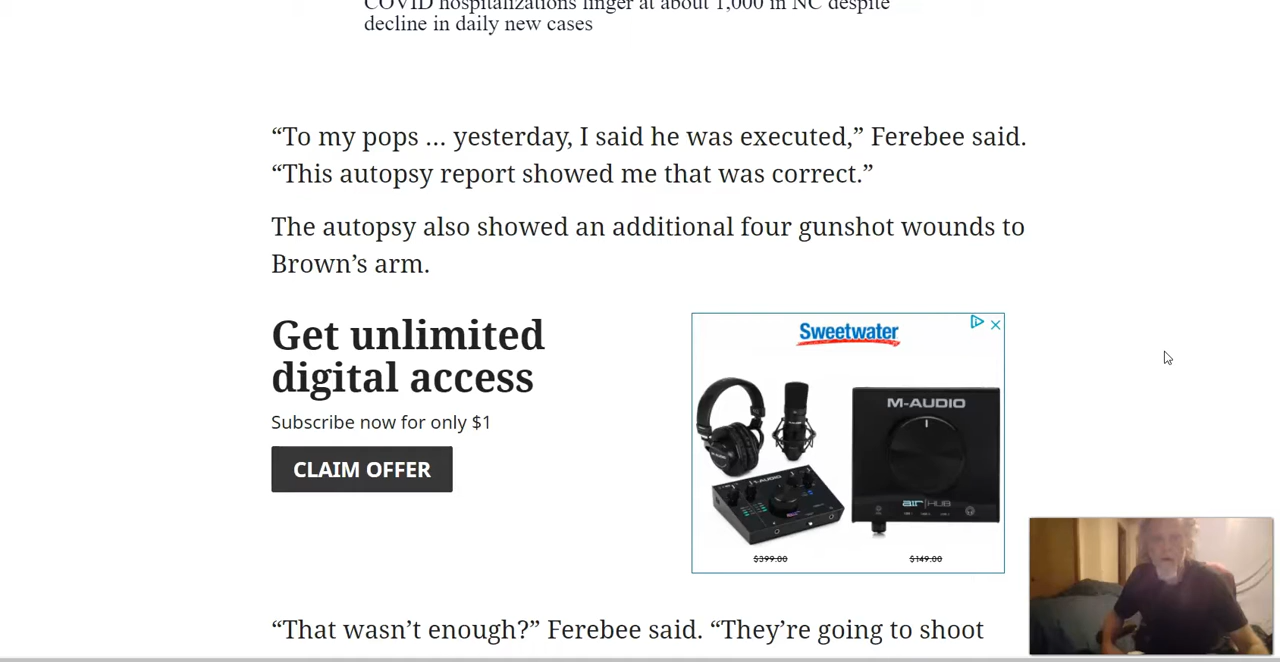 COVID hospitalizations linger at about 1,000 in NC despite
decline in daily new cases
“To my pops … yesterday, I said he was executed,” Ferebee said.
“This autopsy report showed me that was correct.”
The autopsy also showed an additional four gunshot wounds to
Brown’s arm.
Get unlimited
digital access
Subscribe now for only $1
CLAIM OFFER
Sweetwater
M-AUDIO
M-AUDIO
AIR|HUB
$399.00
$149.00
“That wasn’t enough?” Ferebee said. “They’re going to shoot